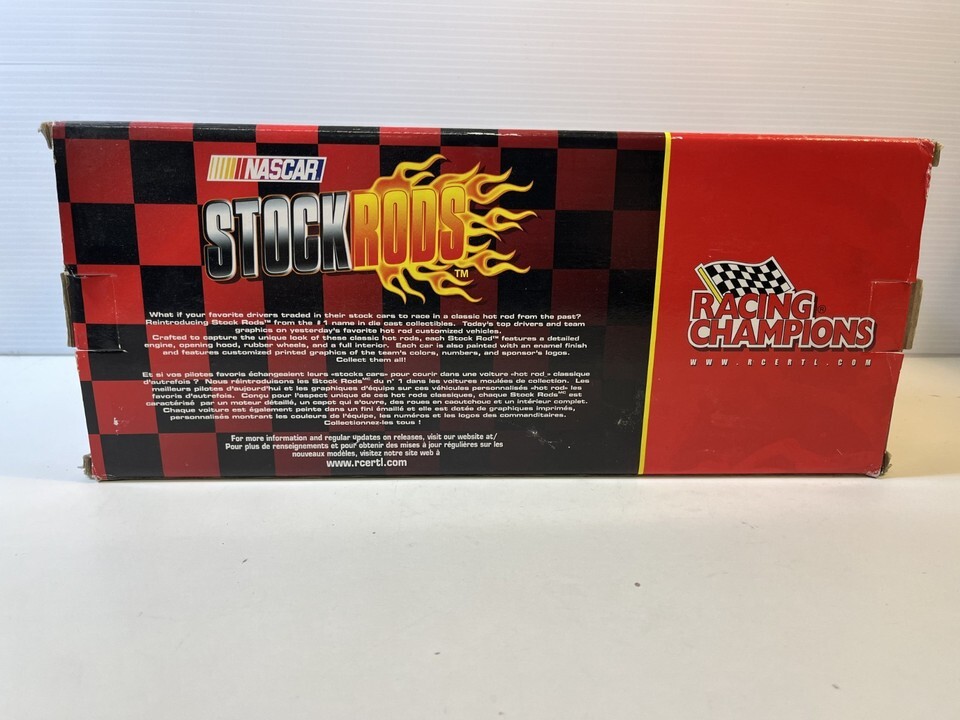 NASCAR
STOCK RODS™
What if your favorite drivers traded in their stock cars to race in a classic hot rod from the past?
Reintroducing Stock Rods™ from the #1 name in die cast collectibles. Today's top drivers and team
graphics on yesterday's favorite hot rod customized vehicles.
Crafted to capture the unique look of these classic hot rods, each Stock Rod™ features a detailed
engine, opening hood, rubber wheels, and a full interior. Each car is also painted with an enamel finish
and features customized printed graphics of the team's colors, numbers, and sponsor's logos.
Collect them all!
Et si vos pilotes favoris échangeaient leurs «stocks cars» pour courir dans une voiture «hot rod » classique
d'autrefois ? Nous réintroduisons les Stock Rods™ᶜ du n° 1 dans les voitures moulées de collection. Les
meilleurs pilotes d'aujourd'hui et les graphiques d'équipe sur ces véhicules personnalisés «hot rod» les
favoris d'autrefois. Conçu pour l'aspect unique de ces hot rods classiques, chaque Stock Rods ᴹᶜ est
caractérisé par un moteur détaillé, un capot qui s'ouvre, des roues en caoutchouc et un intérieur complet.
Chaque voiture est également peinte dans un fini émaillé et elle est dotée de graphiques imprimés,
personnalisés montrant les couleurs de l'équipe, les numéros et les logos des commanditaires.
Collectionnez-les tous !
For more information and regular updates on releases, visit our website at/
Pour plus de renseignements et pour obtenir des mises à jour régulières sur les
nouveaux modèles, visitez notre site web à
www.rcertl.com
RACING®
CHAMPIONS
WWW.RCERTL.COM